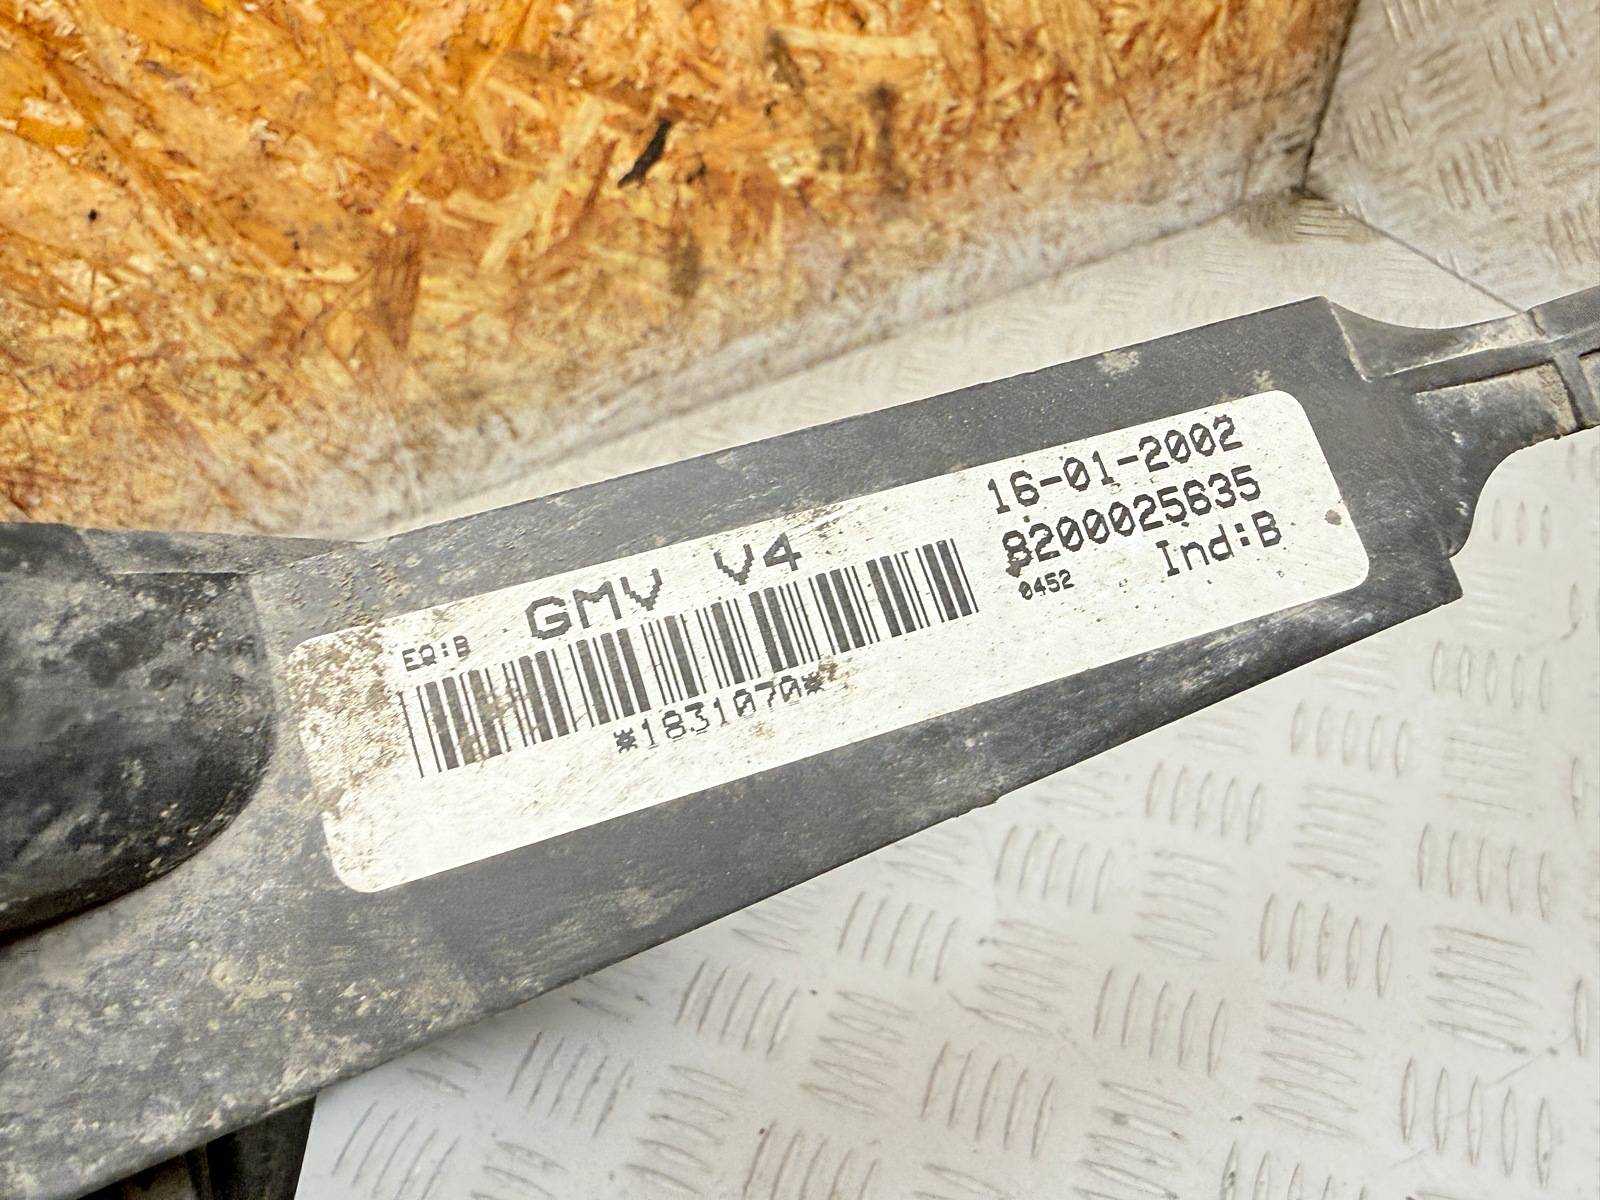 16-01-2002
8200025635
GMV V4
Ind:B
0452
EQ:B
*1831070*